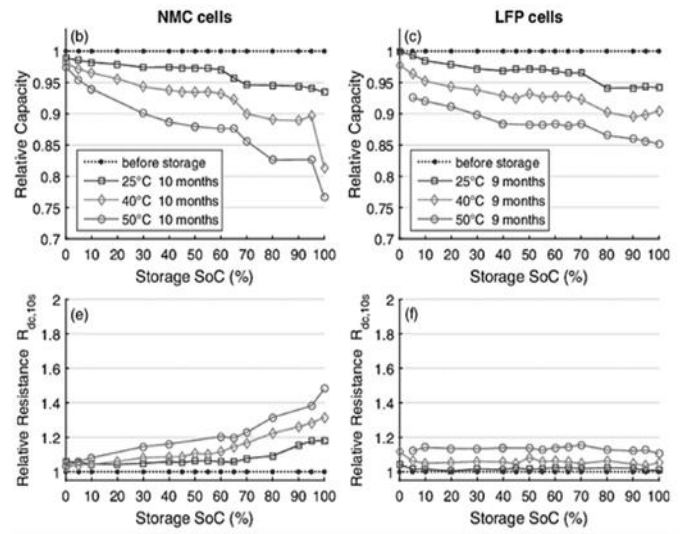 NMC cells
LFP cells
(b)
Relative Capacity
1
0.95
0.9
0.85
0.8
0.75
0.7
before storage
25°C 10 months
40°C 10 months
50°C 10 months
0 10 20 30 40 50 60 70 80 90 100
Storage SoC (%)
(c)
Relative Capacity
1
0.95
0.9
0.85
0.8
0.75
0.7
before storage
25°C 9 months
40°C 9 months
50°C 9 months
0 10 20 30 40 50 60 70 80 90 100
Storage SoC (%)
(e)
Relative Resistance Rdc,10s
2
1.8
1.6
1.4
1.2
1
0 10 20 30 40 50 60 70 80 90 100
Storage SoC (%)
(f)
Relative Resistance Rdc,10s
2
1.8
1.6
1.4
1.2
1
0 10 20 30 40 50 60 70 80 90 100
Storage SoC (%)